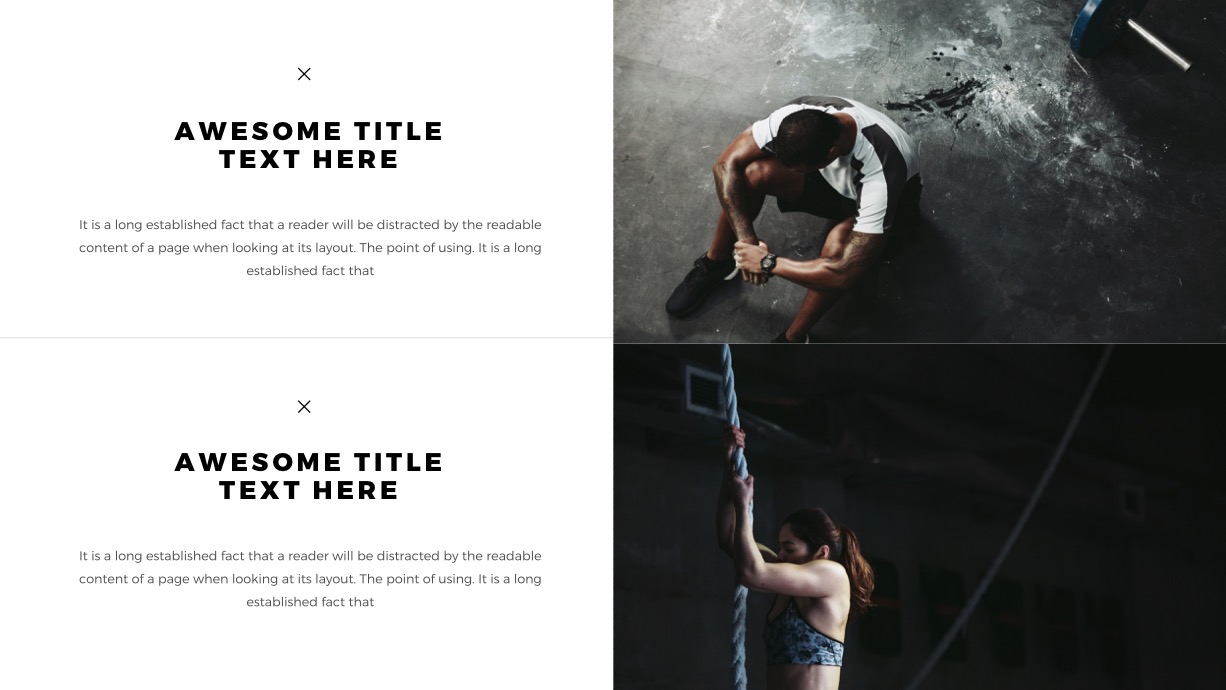 AWESOME TITLE
TEXT HERE
It is a long established fact that a reader will be distracted by the readable
content of a page when looking at its layout. The point of using. It is a long
established fact that
AWESOME TITLE
TEXT HERE
It is a long established fact that a reader will be distracted by the readable
content of a page when looking at its layout. The point of using. It is a long
established fact that